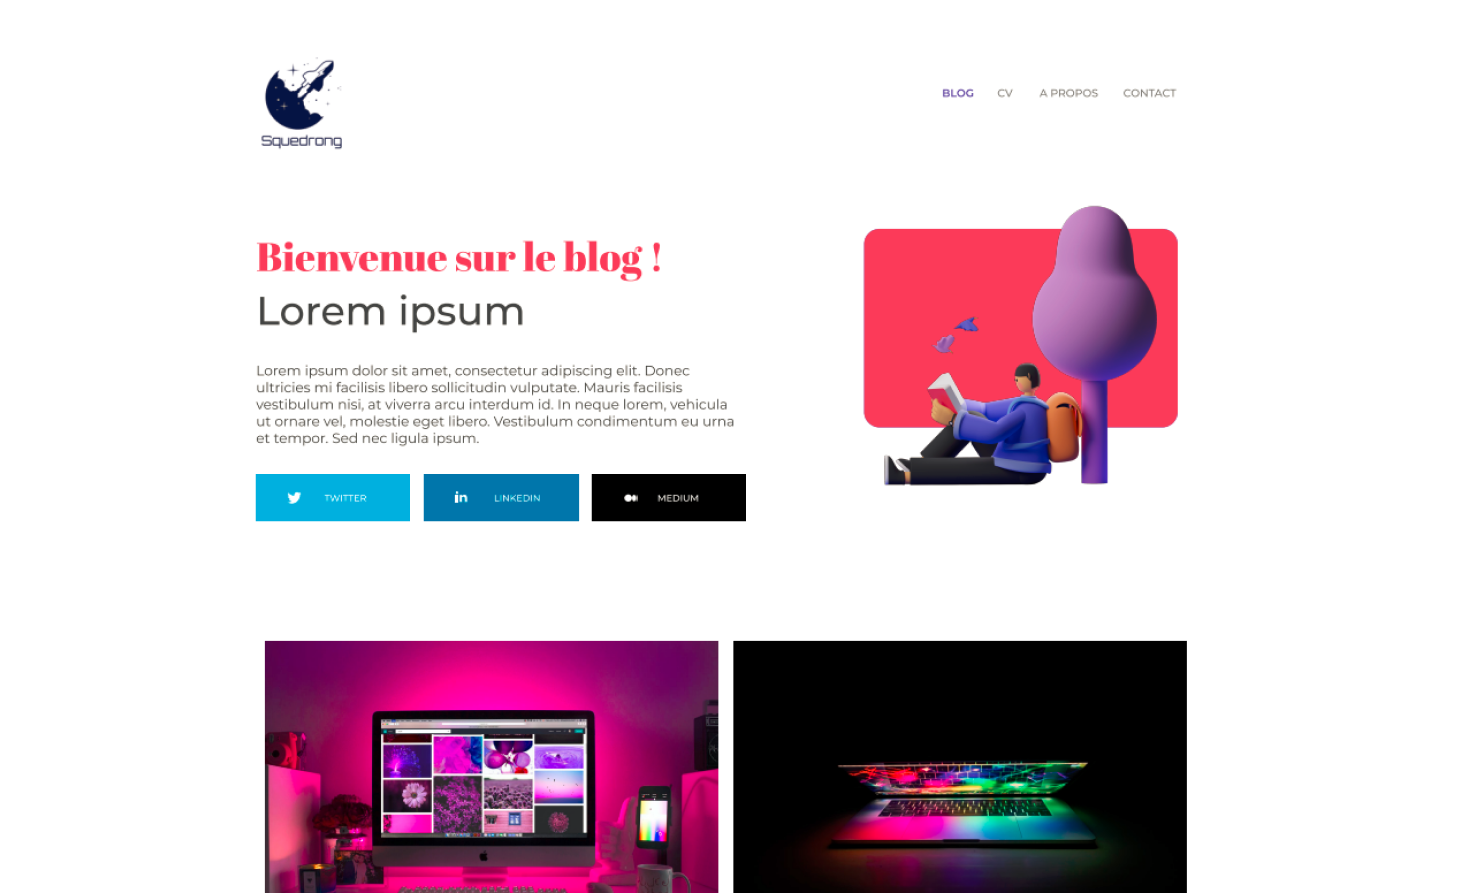 Squedrong
BLOG CV A PROPOS CONTACT
Bienvenue sur le blog !
Lorem ipsum
Lorem ipsum dolor sit amet, consectetur adipiscing elit. Donec
ultricies mi facilisis libero sollicitudin vulputate. Mauris facilisis
vestibulum nisi, at viverra arcu interdum id. In neque lorem, vehicula
ut ornare vel, molestie eget libero. Vestibulum condimentum eu urna
et tempor. Sed nec ligula ipsum.
TWITTER LINKEDIN MEDIUM